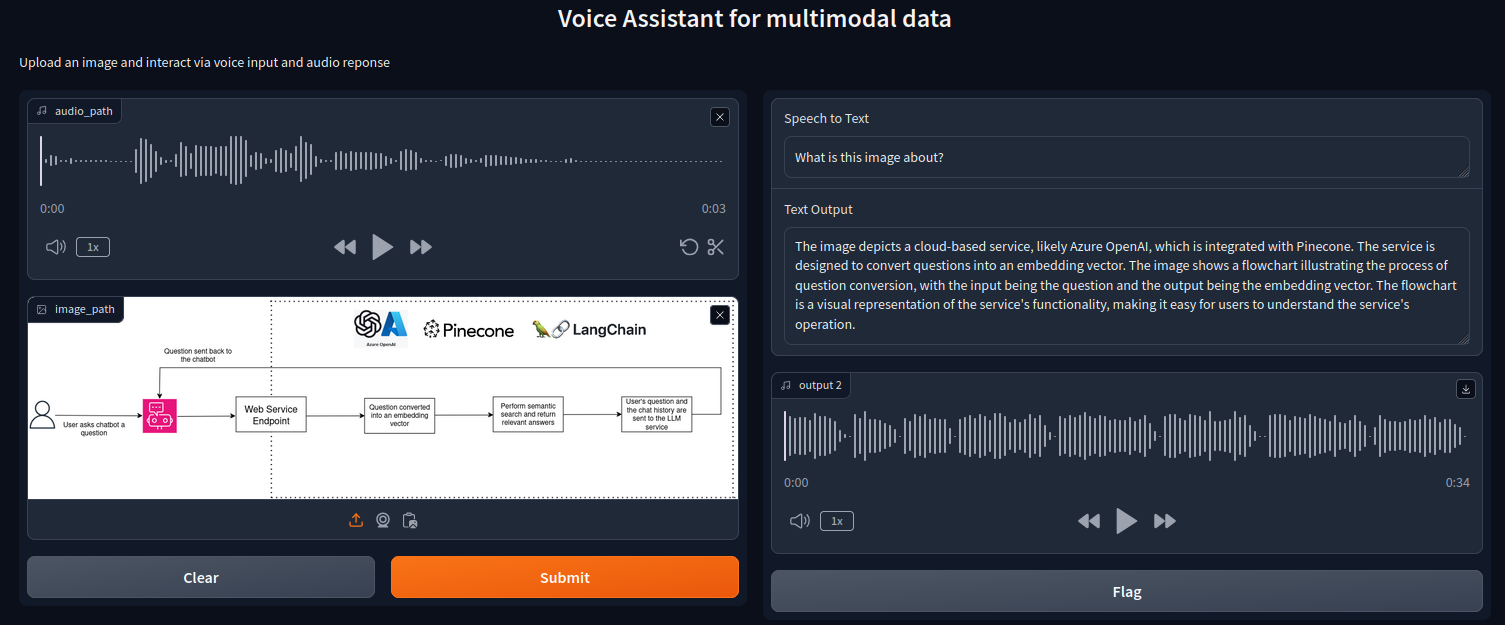 Voice Assistant for multimodal data
Upload an image and interact via voice input and audio reponse
audio_path
0:00
0:03
1x
image_path
Azure OpenAI
Pinecone
LangChain
Question sent back to
the chatbot
User asks chatbot a
question
Web Service
Endpoint
Question converted
into an embedding
vector
Perform semantic
search and return
relevant answers
User's question and
the chat history are
sent to the LLM
service
Clear
Submit
Speech to Text
What is this image about?
Text Output
The image depicts a cloud-based service, likely Azure OpenAI, which is integrated with Pinecone. The service is
designed to convert questions into an embedding vector. The image shows a flowchart illustrating the process of
question conversion, with the input being the question and the output being the embedding vector. The flowchart
is a visual representation of the service's functionality, making it easy for users to understand the service's
operation.
output 2
0:00
0:34
1x
Flag